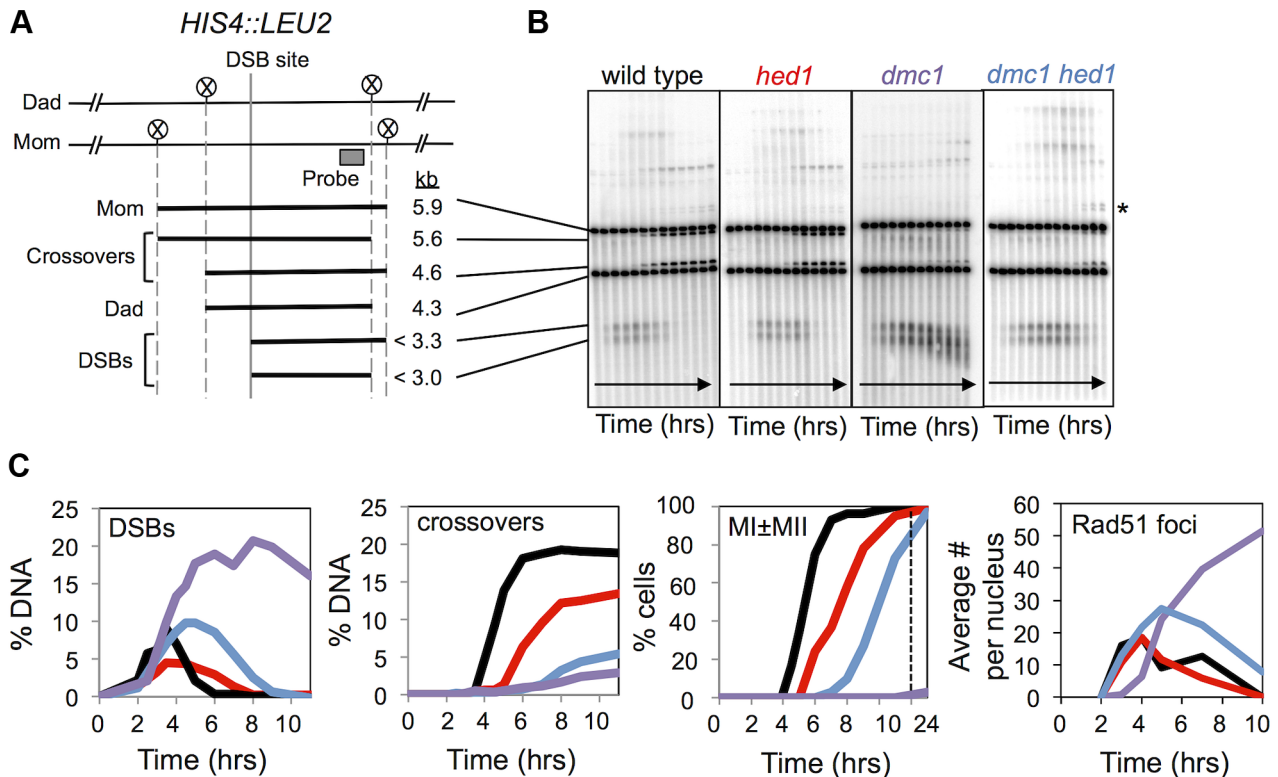 A
HIS4::LEU2
DSB site
Dad
Mom
Probe
kb
Mom
5.9
Crossovers
5.6
4.6
Dad
4.3
DSBs
< 3.3
< 3.0
B
wild type
hed1
dmc1
dmc1 hed1
*
Time (hrs)
Time (hrs)
Time (hrs)
Time (hrs)
C
DSBs
% DNA
25
20
15
10
5
0
0 2 4 6 8 10
Time (hrs)
crossovers
% DNA
25
20
15
10
5
0
0 2 4 6 8 10
Time (hrs)
MI±MII
% cells
100
80
60
40
20
0
0 2 4 6 8 10 12 24
Time (hrs)
Rad51 foci
Average #
per nucleus
60
50
40
30
20
10
0
0 2 4 6 8 10
Time (hrs)